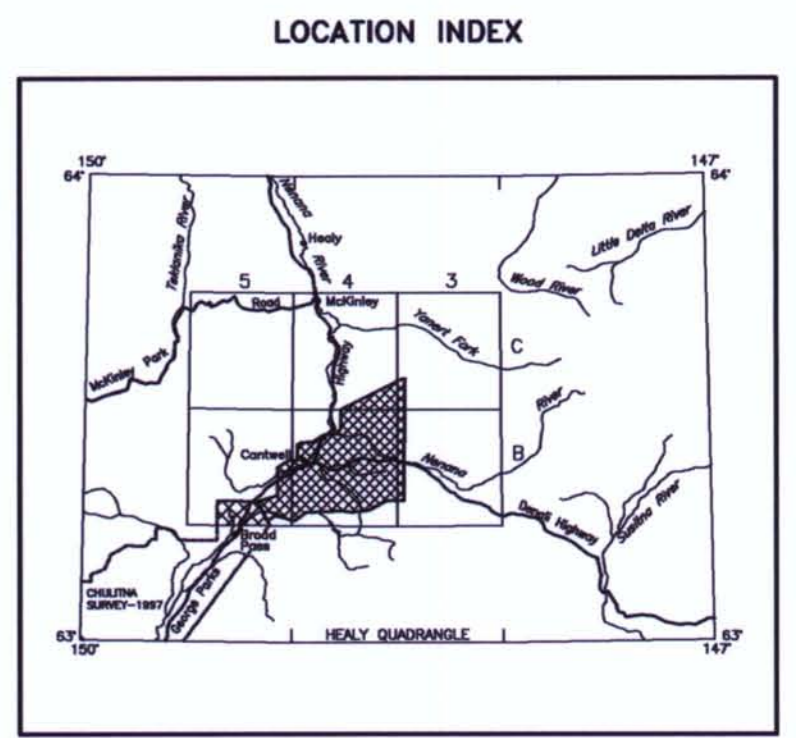 LOCATION INDEX
150° 147°
64° 64°
Teklanika River
Nenana River
Healy
Little Delta River
Wood River
5 4 3
McKinley Park Road
McKinley
Yanert Fork
C
Highway
Cantwell
Nenana River
B
Denali Highway
Susitna River
Broad
Pass
CHULITNA
SURVEY-1997
George Parks
HEALY QUADRANGLE
63° 63°
150° 147°